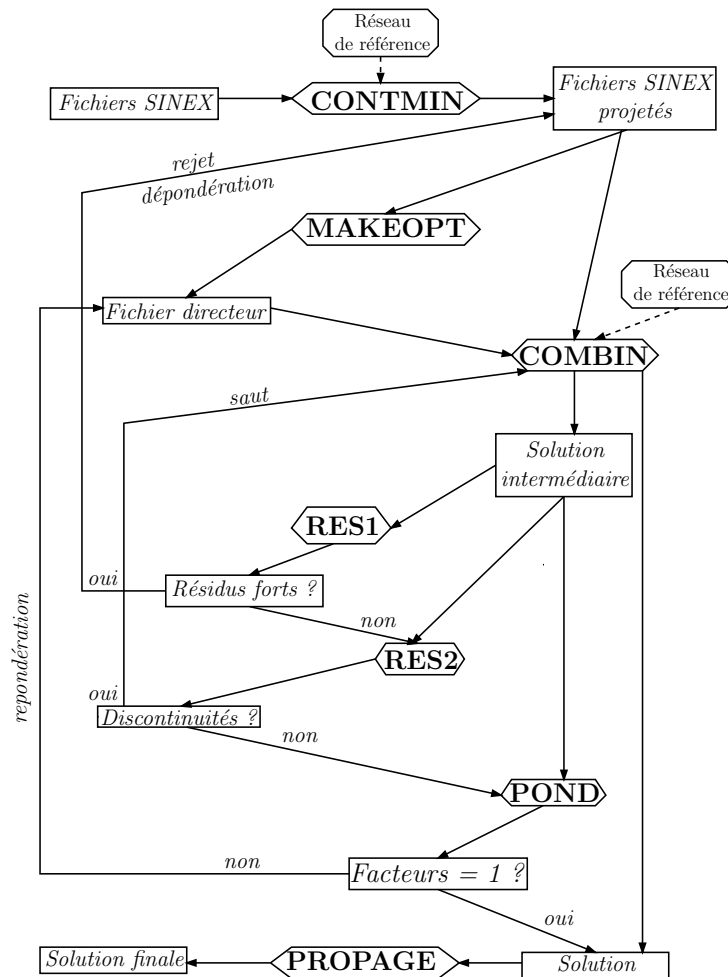 Réseau
de référence
Fichiers SINEX
CONTMIN
Fichiers SINEX
projetés
rejet
dépondération
MAKEOPT
Réseau
de référence
Fichier directeur
COMBIN
saut
Solution
intermédiaire
RES1
oui
Résidus forts ?
non
RES2
repondération
oui
Discontinuités ?
non
POND
non
Facteurs = 1 ?
oui
Solution finale
PROPAGE
Solution